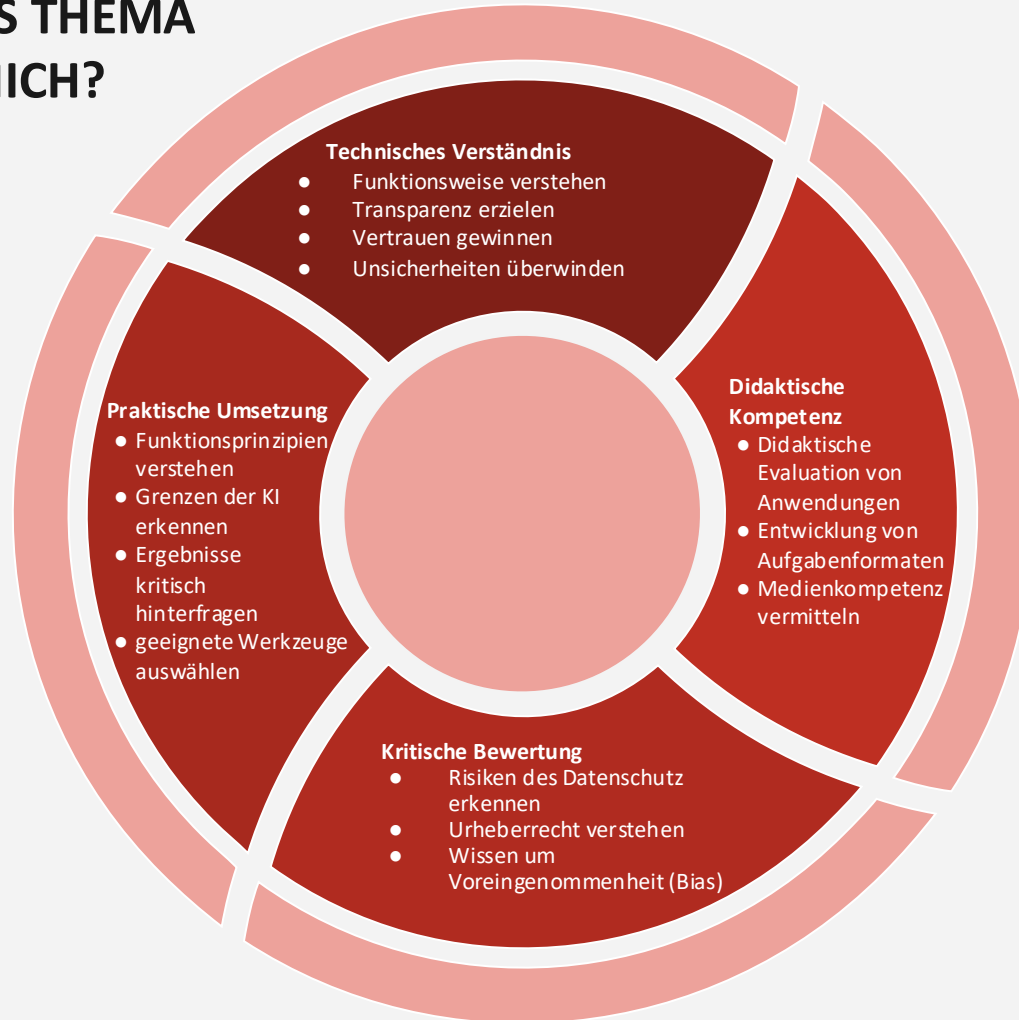 S THEMA
ICH?
Technisches Verständnis
● Funktionsweise verstehen
● Transparenz erzielen
● Vertrauen gewinnen
● Unsicherheiten überwinden
Didaktische
Kompetenz
● Didaktische
Evaluation von
Anwendungen
● Entwicklung von
Aufgabenformaten
● Medienkompetenz
vermitteln
Kritische Bewertung
● Risiken des Datenschutz
erkennen
● Urheberrecht verstehen
● Wissen um
Voreingenommenheit (Bias)
Praktische Umsetzung
● Funktionsprinzipien
verstehen
● Grenzen der KI
erkennen
● Ergebnisse
kritisch
hinterfragen
● geeignete Werkzeuge
auswählen